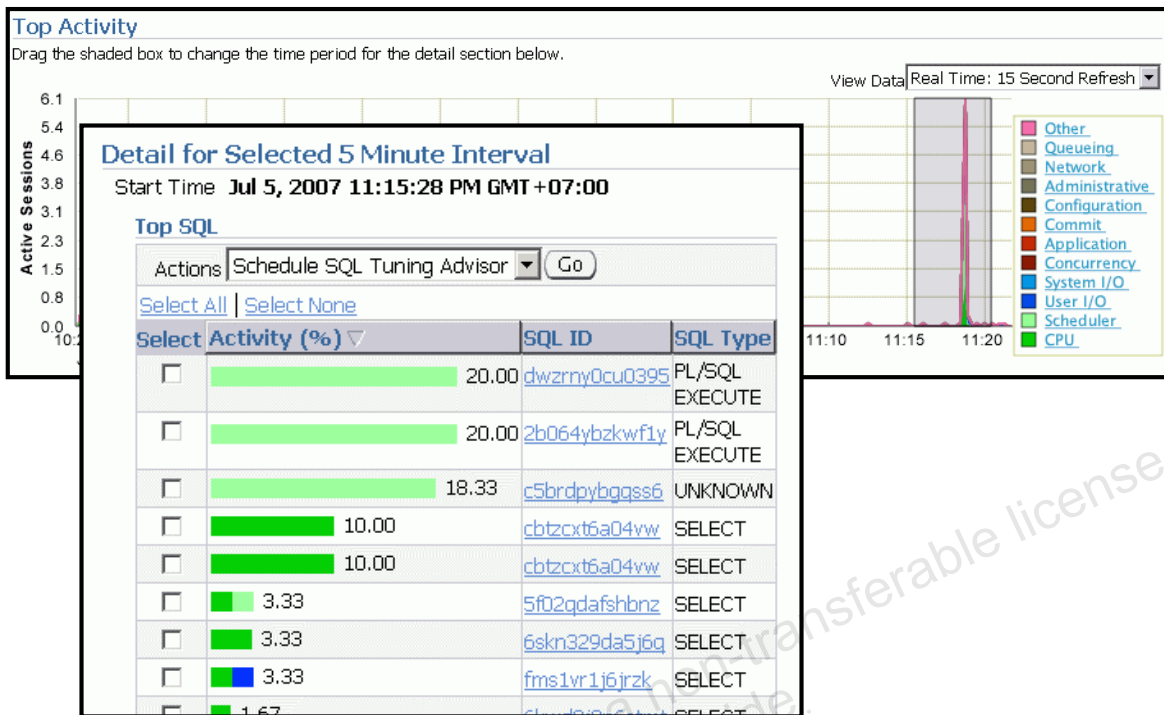 Top Activity
Drag the shaded box to change the time period for the detail section below.
View Data Real Time: 15 Second Refresh
6.1
5.4
4.6
3.8
3.1
2.3
1.5
0.8
0.0
Active Sessions
11:10 11:15 11:20
Other
Queueing
Network
Administrative
Configuration
Commit
Application
Concurrency
System I/O
User I/O
Scheduler
CPU
Detail for Selected 5 Minute Interval
Start Time Jul 5, 2007 11:15:28 PM GMT+07:00
Top SQL
Actions Schedule SQL Tuning Advisor Go
Select All | Select None
Select Activity (%) SQL ID SQL Type
20.00 dwzrny0cu0395 PL/SQL EXECUTE
20.00 2b064ybzkwf1y PL/SQL EXECUTE
18.33 c5brdpybgqss6 UNKNOWN
10.00 cbtzcxt6a04vw SELECT
10.00 cbtzcxt6a04vw SELECT
3.33 5f02qdafshbnz SELECT
3.33 6skn329da5j6q SELECT
3.33 fms1vr1j6jrzk SELECT
1.67 SELECT
a non-transferable license